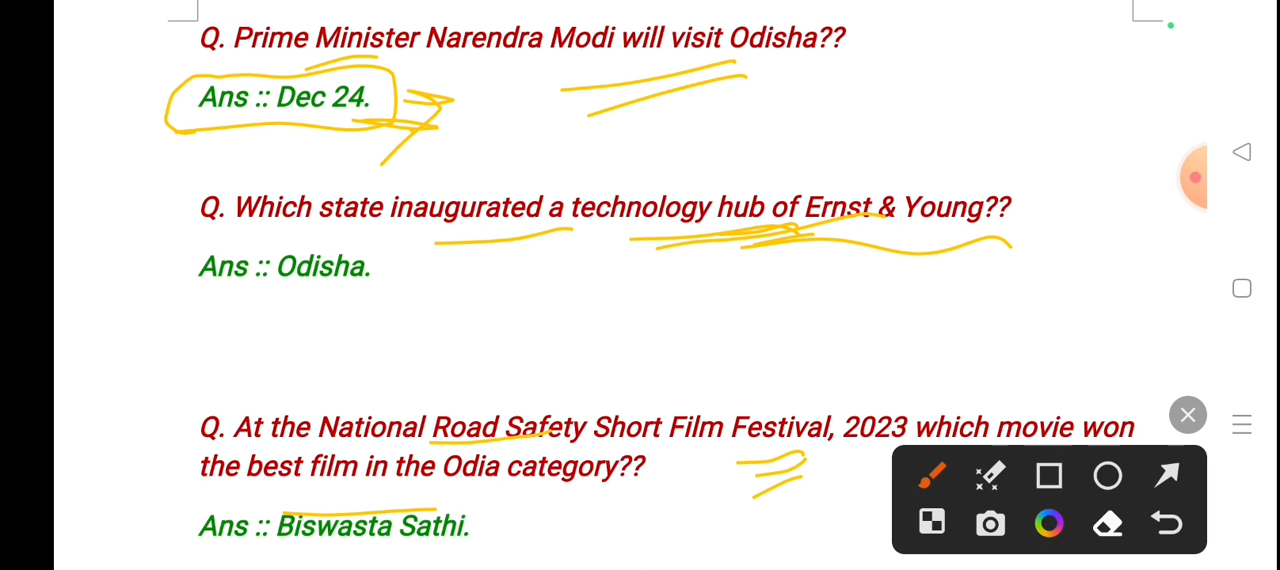 Q. Prime Minister Narendra Modi will visit Odisha??
Ans :: Dec 24.
Q. Which state inaugurated a technology hub of Ernst & Young??
Ans :: Odisha.
Q. At the National Road Safety Short Film Festival, 2023 which movie won
the best film in the Odia category??
Ans :: Biswasta Sathi.